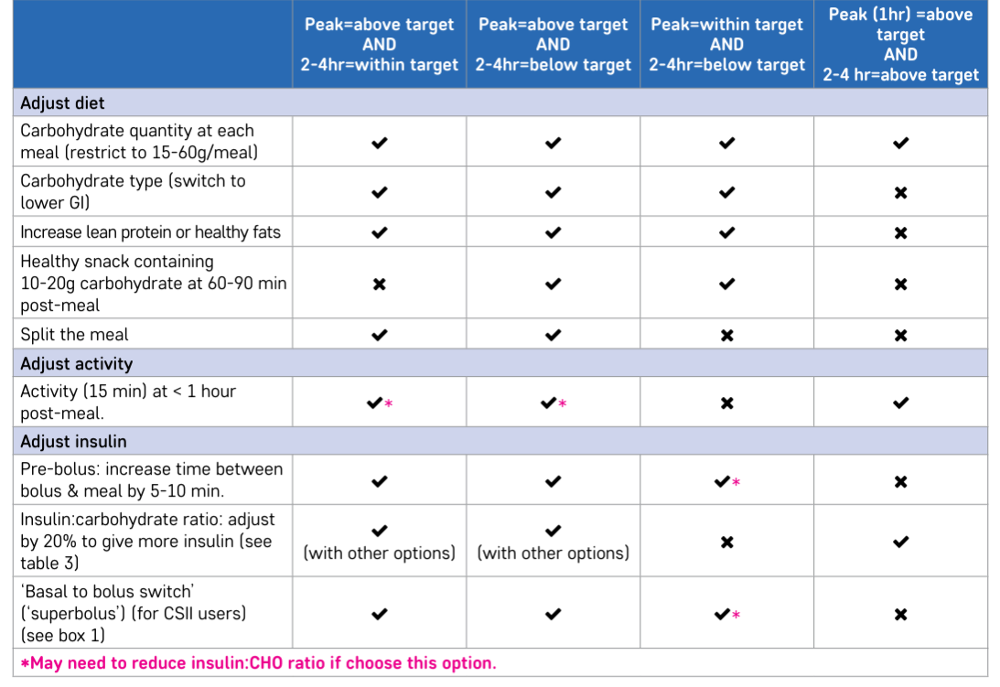 Peak=above target
AND
2-4hr=within target
Peak=above target
AND
2-4hr=below target
Peak=within target
AND
2-4hr=below target
Peak (1hr) =above
target
AND
2-4 hr=above target
Adjust diet
Carbohydrate quantity at each
meal (restrict to 15-60g/meal)
✔ ✔ ✔ ✔
Carbohydrate type (switch to
lower GI)
✔ ✔ ✔ ✖
Increase lean protein or healthy fats
✔ ✔ ✔ ✖
Healthy snack containing
10-20g carbohydrate at 60-90 min
post-meal
✖ ✔ ✔ ✖
Split the meal
✔ ✔ ✖ ✖
Adjust activity
Activity (15 min) at < 1 hour
post-meal.
✔* ✔* ✖ ✔
Adjust insulin
Pre-bolus: increase time between
bolus & meal by 5-10 min.
✔ ✔ ✔* ✖
Insulin:carbohydrate ratio: adjust
by 20% to give more insulin (see
table 3)
✔
(with other options)
✔
(with other options)
✖ ✔
‘Basal to bolus switch’
(‘superbolus’) (for CSII users)
(see box 1)
✔ ✔ ✔* ✖
*May need to reduce insulin:CHO ratio if choose this option.